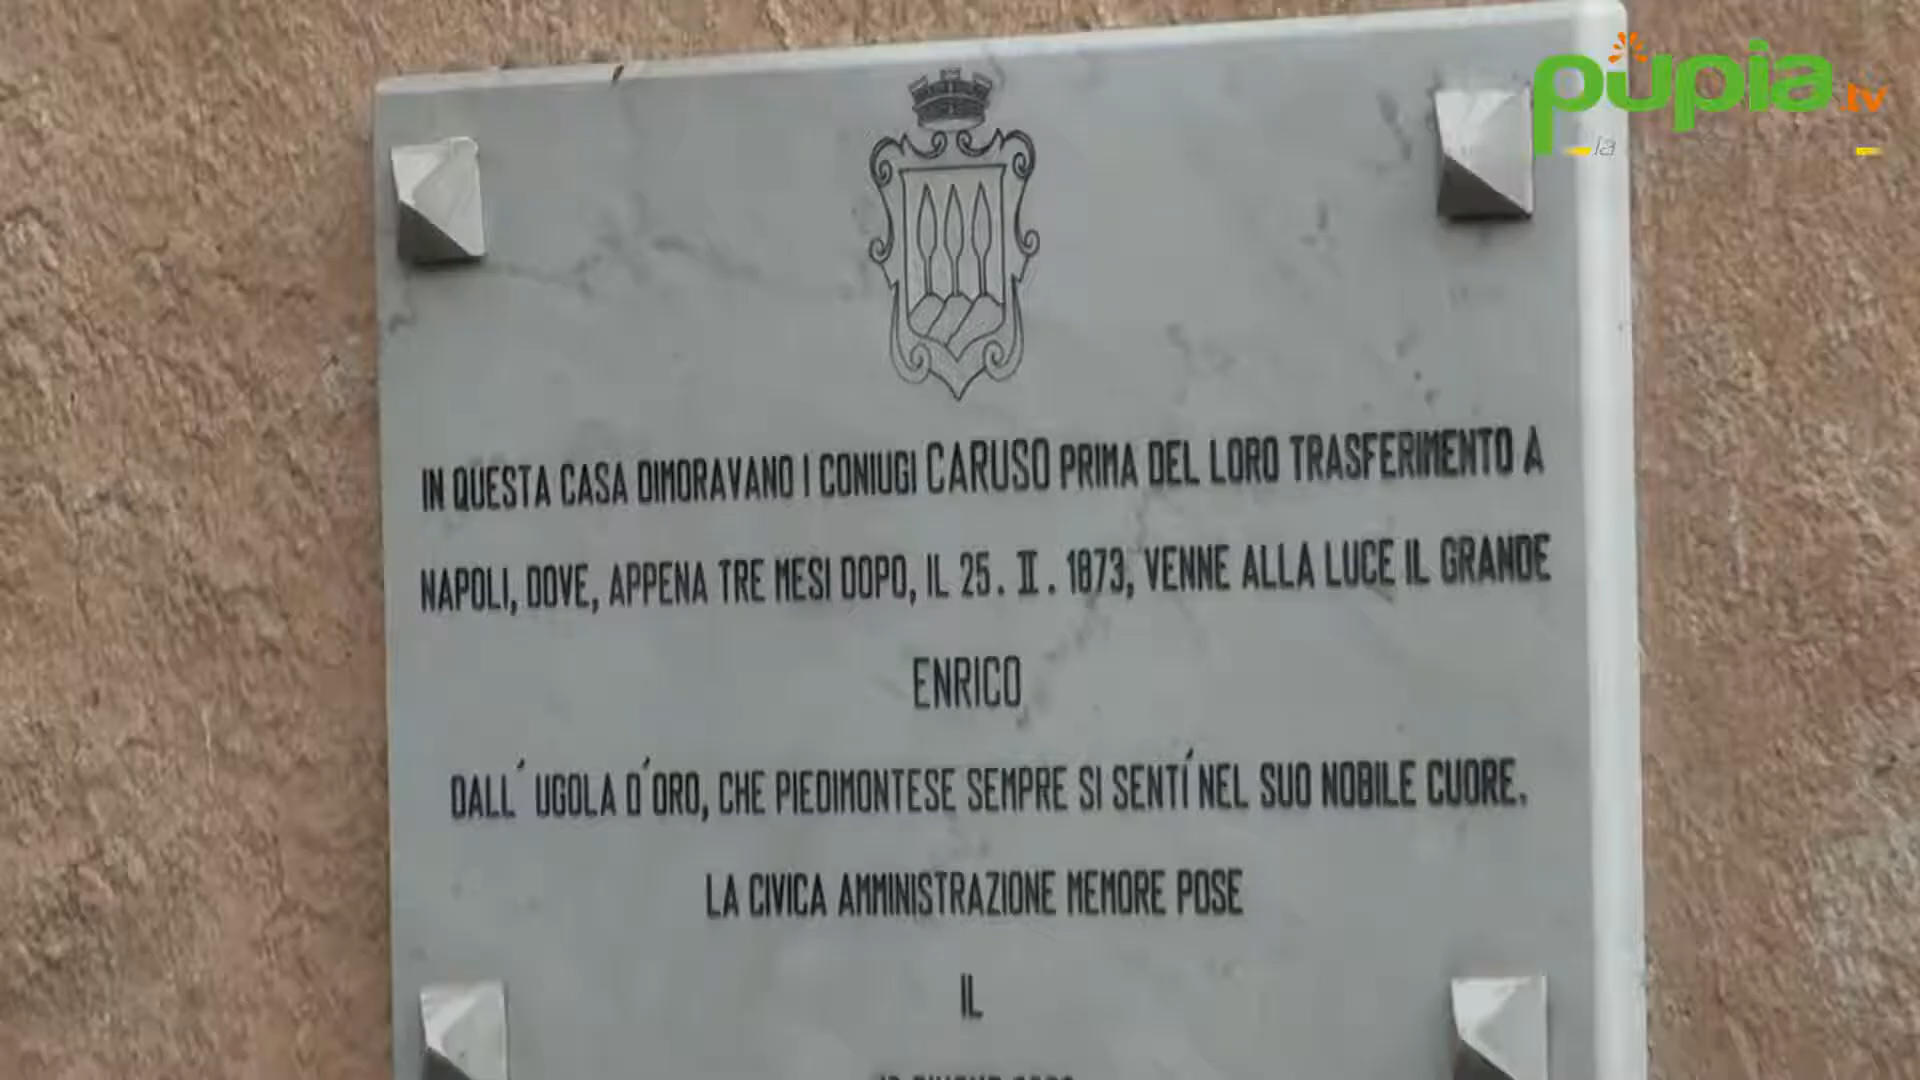 pupia.tv
la
IN QUESTA CASA DIMORAVANO I CONIUGI CARUSO PRIMA DEL LORO TRASFERIMENTO A
NAPOLI, DOVE, APPENA TRE MESI DOPO, IL 25. II. 1873, VENNE ALLA LUCE IL GRANDE
ENRICO
DALL´ UGOLA D´ORO, CHE PIEDIMONTESE SEMPRE SI SENTÍ NEL SUO NOBILE CUORE.
LA CIVICA AMMINISTRAZIONE MEMORE POSE
IL